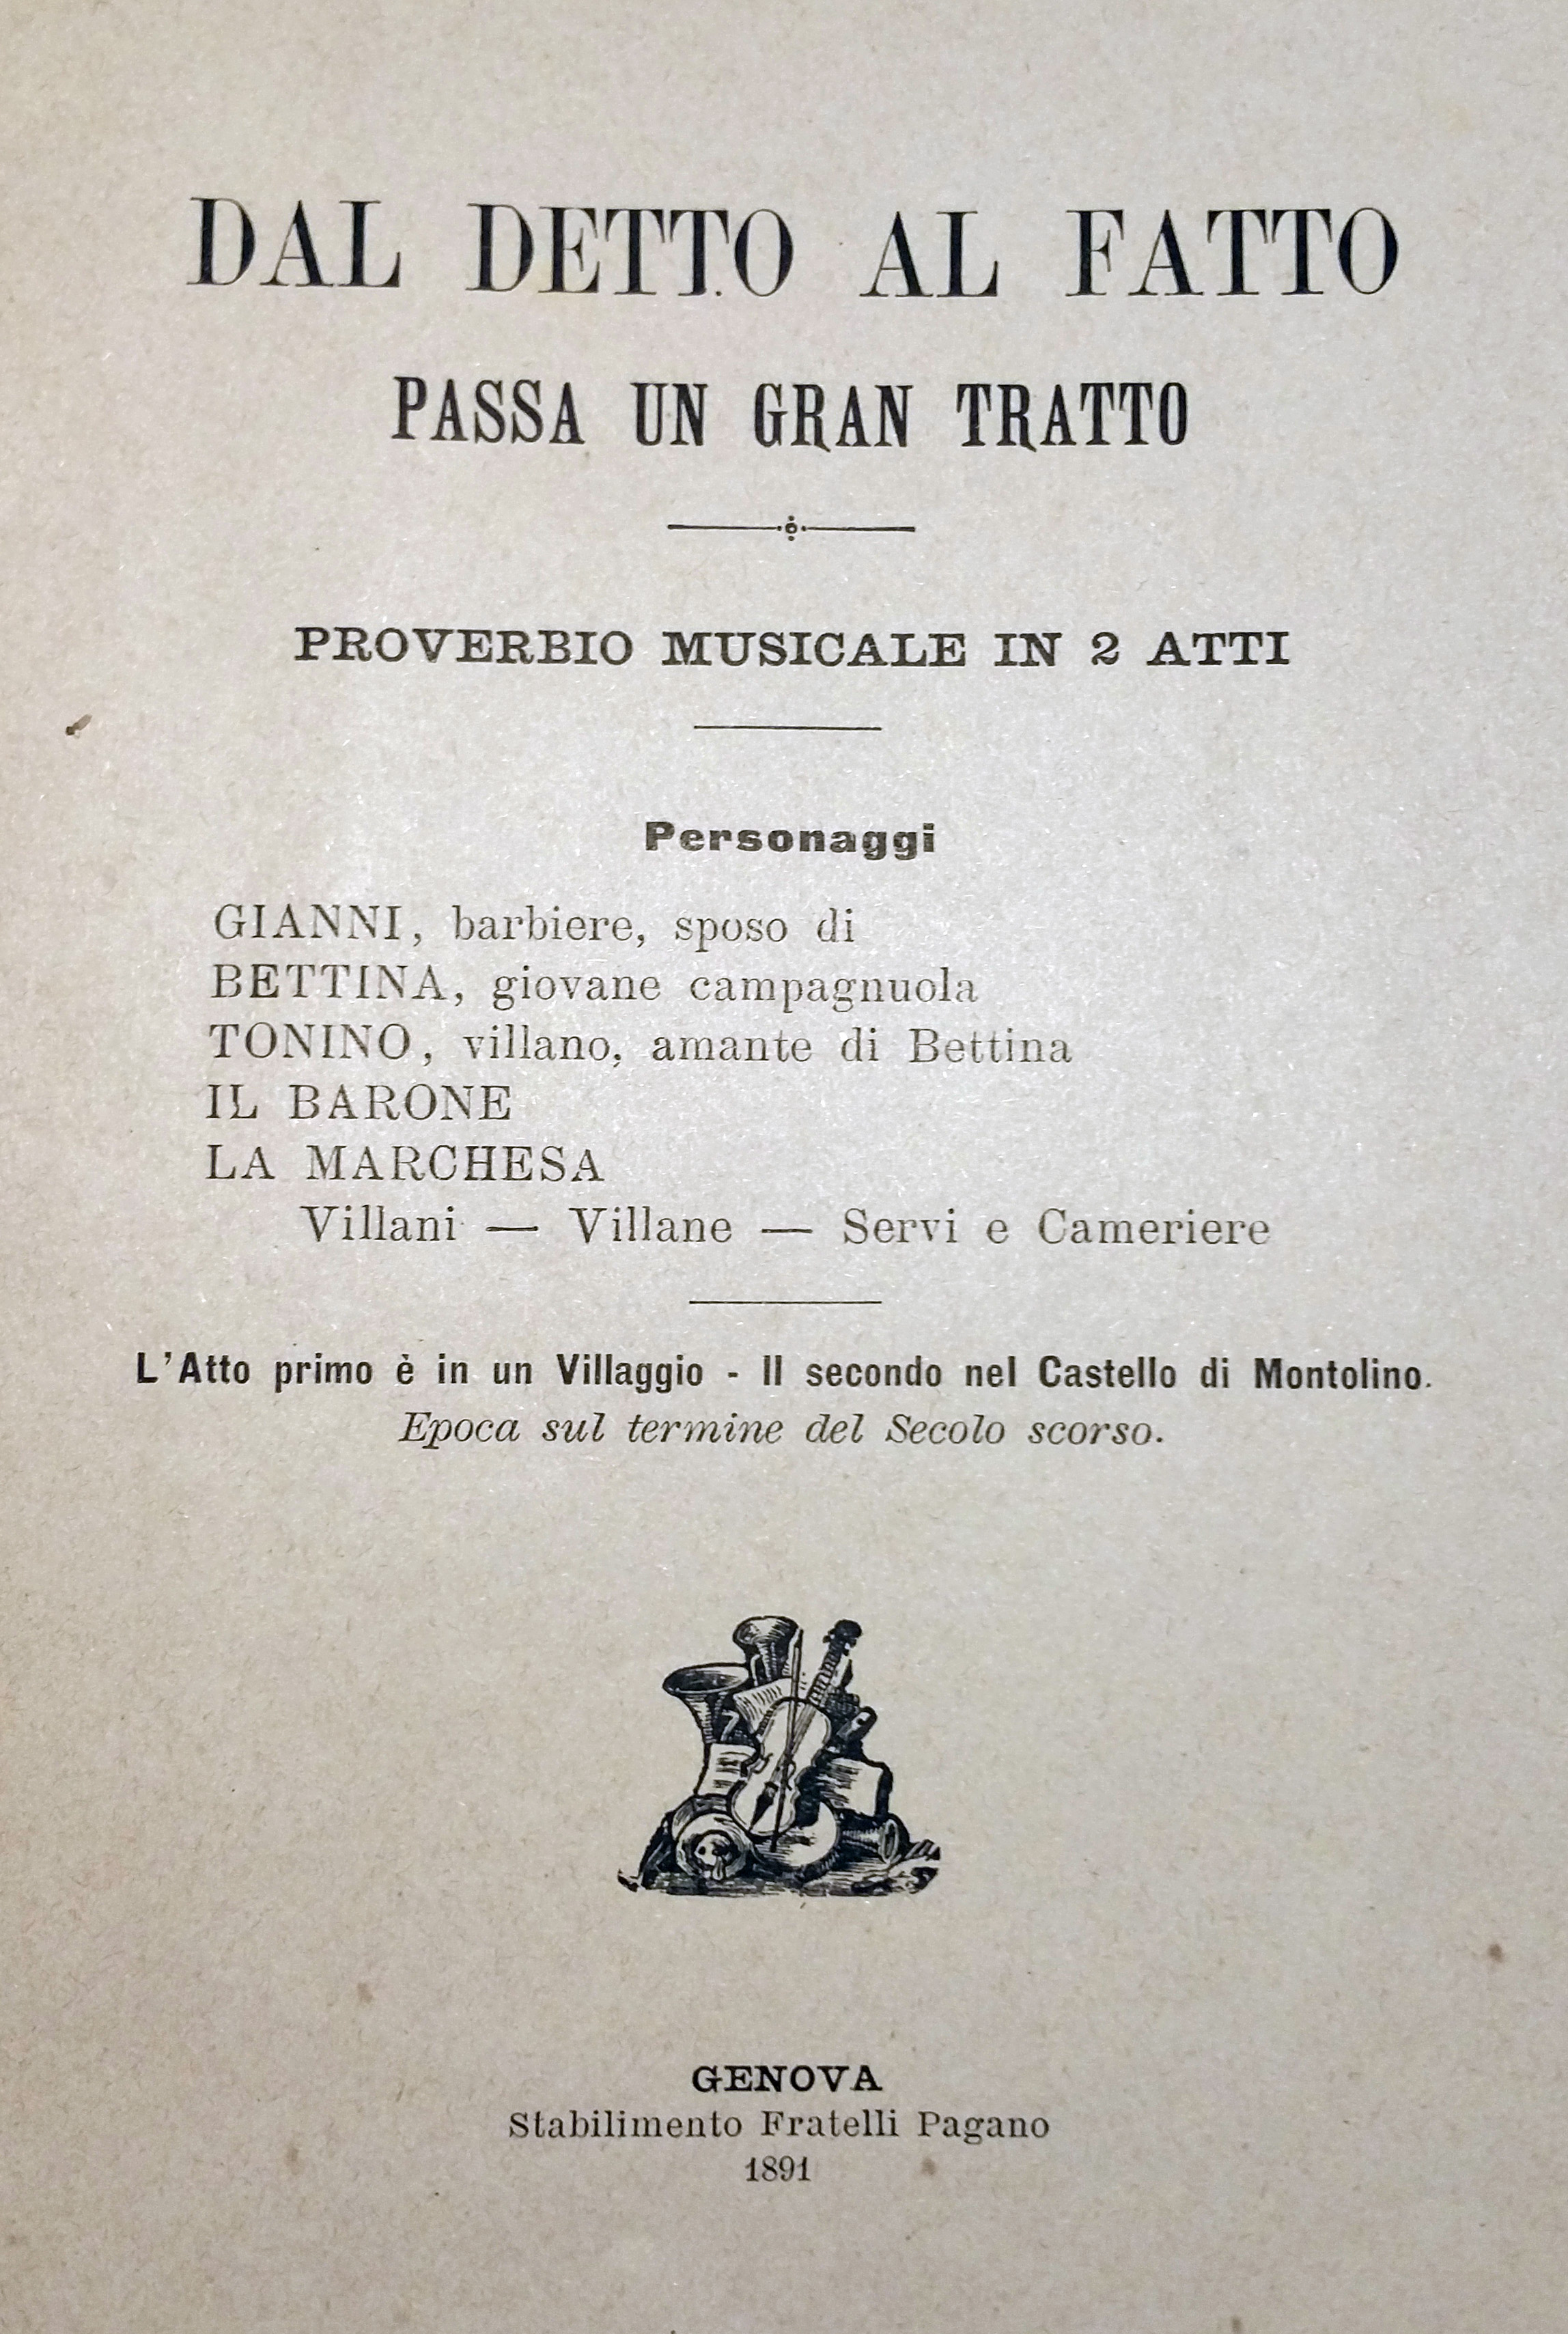 DAL DETTO AL FATTO
PASSA UN GRAN TRATTO
PROVERBIO MUSICALE IN 2 ATTI
Personaggi
GIANNI, barbiere, sposo di
BETTINA, giovane campagnuola
TONINO, villano, amante di Bettina
IL BARONE
LA MARCHESA
Villani — Villane — Servi e Cameriere
L'Atto primo è in un Villaggio - Il secondo nel Castello di Montolino.
Epoca sul termine del Secolo scorso.
GENOVA
Stabilimento Fratelli Pagano
1891